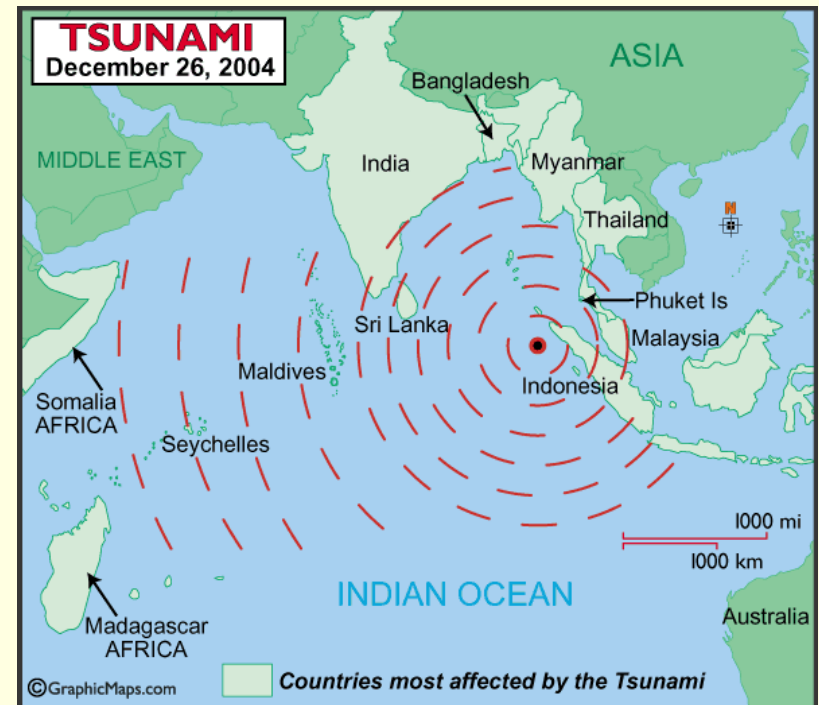 TSUNAMI
December 26, 2004
ASIA
Bangladesh
MIDDLE EAST
India
Myanmar
Thailand
N
Phuket Is
Sri Lanka
Malaysia
Maldives
Indonesia
Somalia
AFRICA
Seychelles
1000 mi
1000 km
INDIAN OCEAN
Australia
Madagascar
AFRICA
Countries most affected by the Tsunami
©GraphicMaps.com